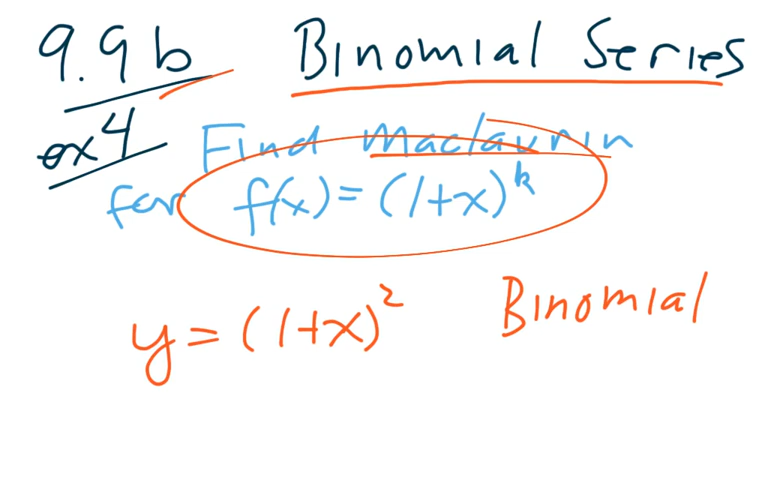 9.9b Binomial Series
ex4 Find Maclaurin
for f(x) = (1+x)^k
y = (1+x)^2 Binomial